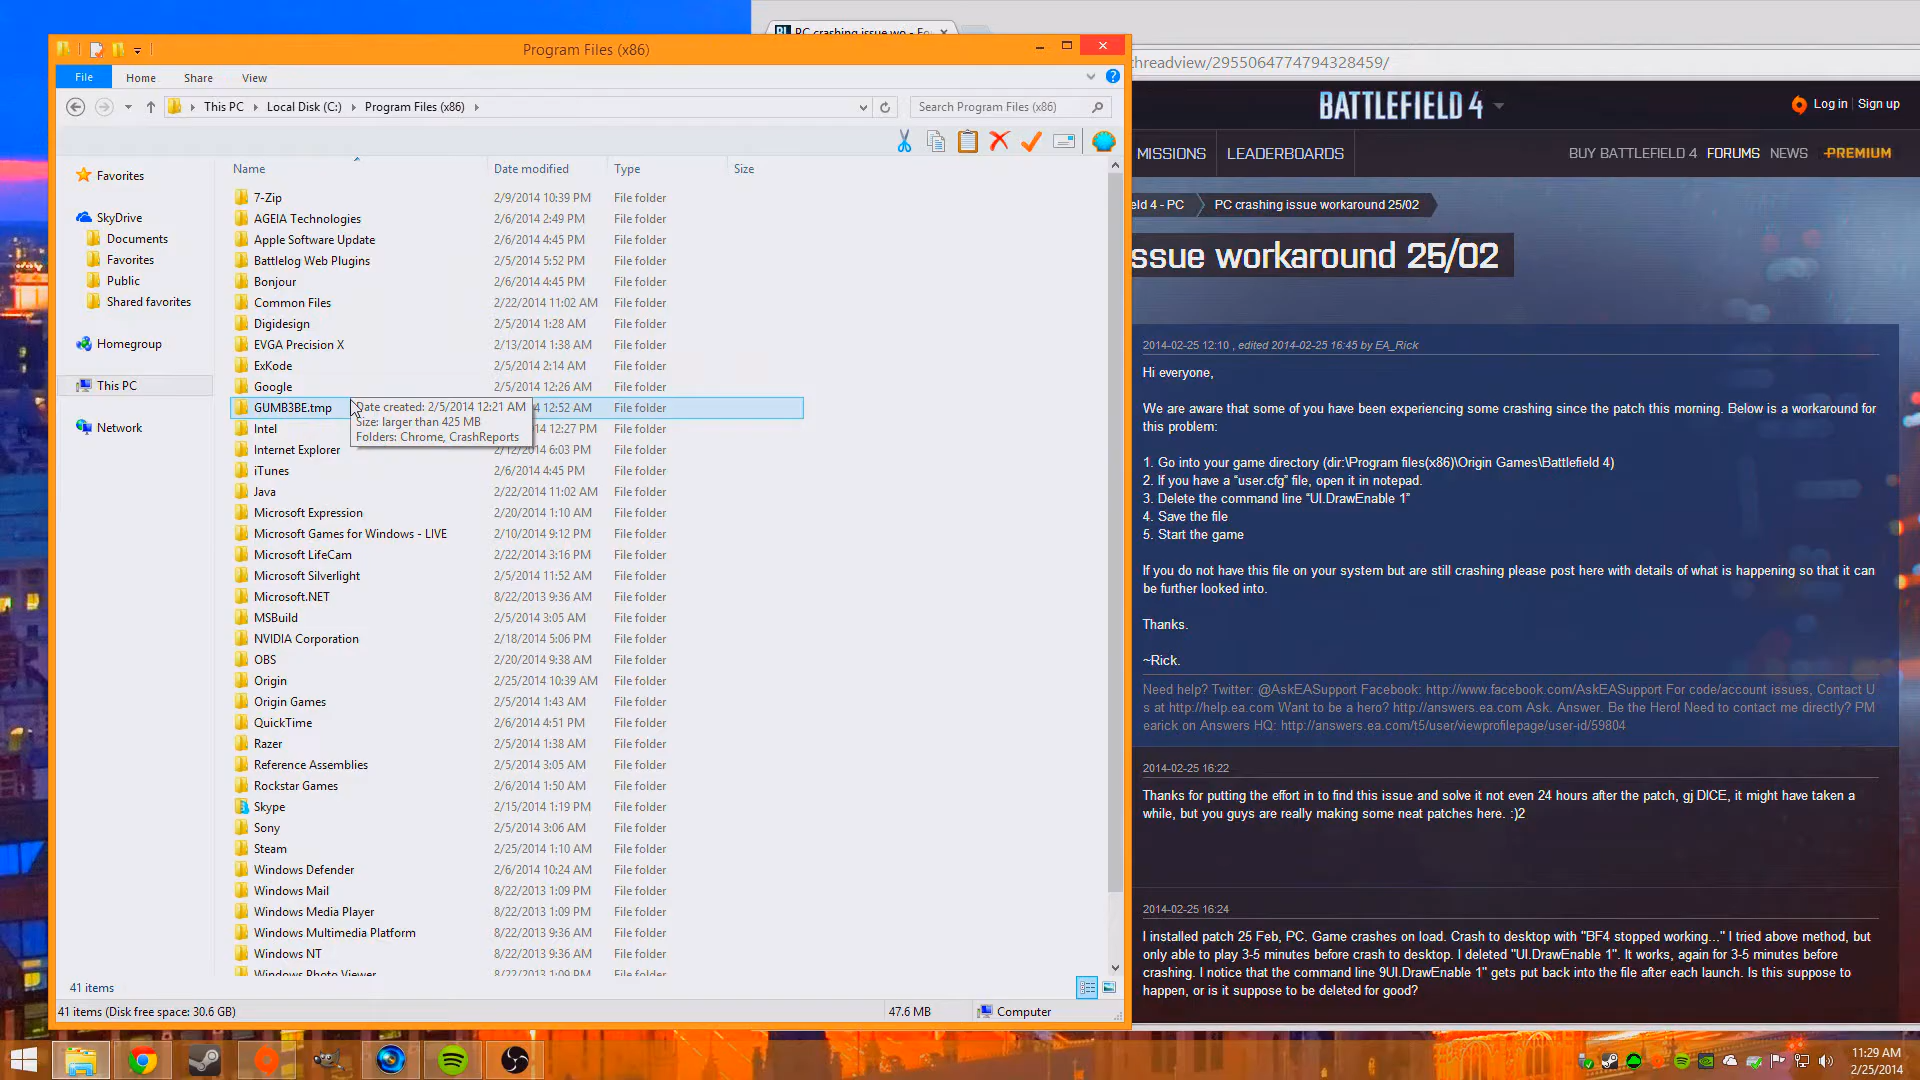 PC crashing issue wo - Fo
Program Files (x86)
File
Home
Share
View
This PC
Local Disk (C:)
Program Files (x86)
Search Program Files (x86)
Name
Date modified
Type
Size
Favorites
SkyDrive
Documents
Favorites
Public
Shared favorites
Homegroup
This PC
Network
7-Zip 2/9/2014 10:39 PM File folder
AGEIA Technologies 2/6/2014 2:49 PM File folder
Apple Software Update 2/6/2014 4:45 PM File folder
Battlelog Web Plugins 2/5/2014 5:52 PM File folder
Bonjour 2/6/2014 4:45 PM File folder
Common Files 2/22/2014 11:02 AM File folder
Digidesign 2/5/2014 1:28 AM File folder
EVGA Precision X 2/13/2014 1:38 AM File folder
ExKode 2/5/2014 2:14 AM File folder
Google 2/5/2014 12:26 AM File folder
GUMB3BE.tmp 4 12:52 AM File folder
Intel 14 12:27 PM File folder
Internet Explorer 2/12/2014 6:03 PM File folder
iTunes 2/6/2014 4:45 PM File folder
Java 2/22/2014 11:02 AM File folder
Microsoft Expression 2/20/2014 1:10 AM File folder
Microsoft Games for Windows - LIVE 2/10/2014 9:12 PM File folder
Microsoft LifeCam 2/22/2014 3:16 PM File folder
Microsoft Silverlight 2/5/2014 11:52 AM File folder
Microsoft.NET 8/22/2013 9:36 AM File folder
MSBuild 2/5/2014 3:05 AM File folder
NVIDIA Corporation 2/18/2014 5:06 PM File folder
OBS 2/20/2014 9:38 AM File folder
Origin 2/25/2014 10:39 AM File folder
Origin Games 2/5/2014 1:43 AM File folder
QuickTime 2/6/2014 4:51 PM File folder
Razer 2/5/2014 1:38 AM File folder
Reference Assemblies 2/5/2014 3:05 AM File folder
Rockstar Games 2/6/2014 1:50 AM File folder
Skype 2/15/2014 1:19 PM File folder
Sony 2/5/2014 3:06 AM File folder
Steam 2/25/2014 1:10 AM File folder
Windows Defender 2/6/2014 10:24 AM File folder
Windows Mail 8/22/2013 1:09 PM File folder
Windows Media Player 8/22/2013 1:09 PM File folder
Windows Multimedia Platform 8/22/2013 9:36 AM File folder
Windows NT 8/22/2013 9:36 AM File folder
Windows Photo Viewer 8/22/2013 1:09 PM File folder
Date created: 2/5/2014 12:21 AM
Size: larger than 425 MB
Folders: Chrome, CrashReports
41 items
41 items (Disk free space: 30.6 GB)
47.6 MB
Computer
threadview/2955064774794328459/
BATTLEFIELD 4
Log in | Sign up
MISSIONS
LEADERBOARDS
BUY BATTLEFIELD 4
FORUMS
NEWS
PREMIUM
eld 4 - PC
PC crashing issue workaround 25/02
ssue workaround 25/02
2014-02-25 12:10 , edited 2014-02-25 16:45 by EA_Rick
Hi everyone,
We are aware that some of you have been experiencing some crashing since the patch this morning. Below is a workaround for
this problem:
1. Go into your game directory (dir:\Program files(x86)\Origin Games\Battlefield 4)
2. If you have a “user.cfg” file, open it in notepad.
3. Delete the command line “UI.DrawEnable 1”
4. Save the file
5. Start the game
If you do not have this file on your system but are still crashing please post here with details of what is happening so that it can
be further looked into.
Thanks.
~Rick.
Need help? Twitter: @AskEASupport Facebook: http://www.facebook.com/AskEASupport For code/account issues, Contact U
s at http://help.ea.com Want to be a hero? http://answers.ea.com Ask. Answer. Be the Hero! Need to contact me directly? PM
earick on Answers HQ: http://answers.ea.com/t5/user/viewprofilepage/user-id/59804
2014-02-25 16:22
Thanks for putting the effort in to find this issue and solve it not even 24 hours after the patch, gj DICE, it might have taken a
while, but you guys are really making some neat patches here. :)2
2014-02-25 16:24
I installed patch 25 Feb, PC. Game crashes on load. Crash to desktop with "BF4 stopped working..." I tried above method, but
only able to play 3-5 minutes before crash to desktop. I deleted "UI.DrawEnable 1". It works, again for 3-5 minutes before
crashing. I notice that the command line 9UI.DrawEnable 1" gets put back into the file after each launch. Is this suppose to
happen, or is it suppose to be deleted for good?
11:29 AM
2/25/2014